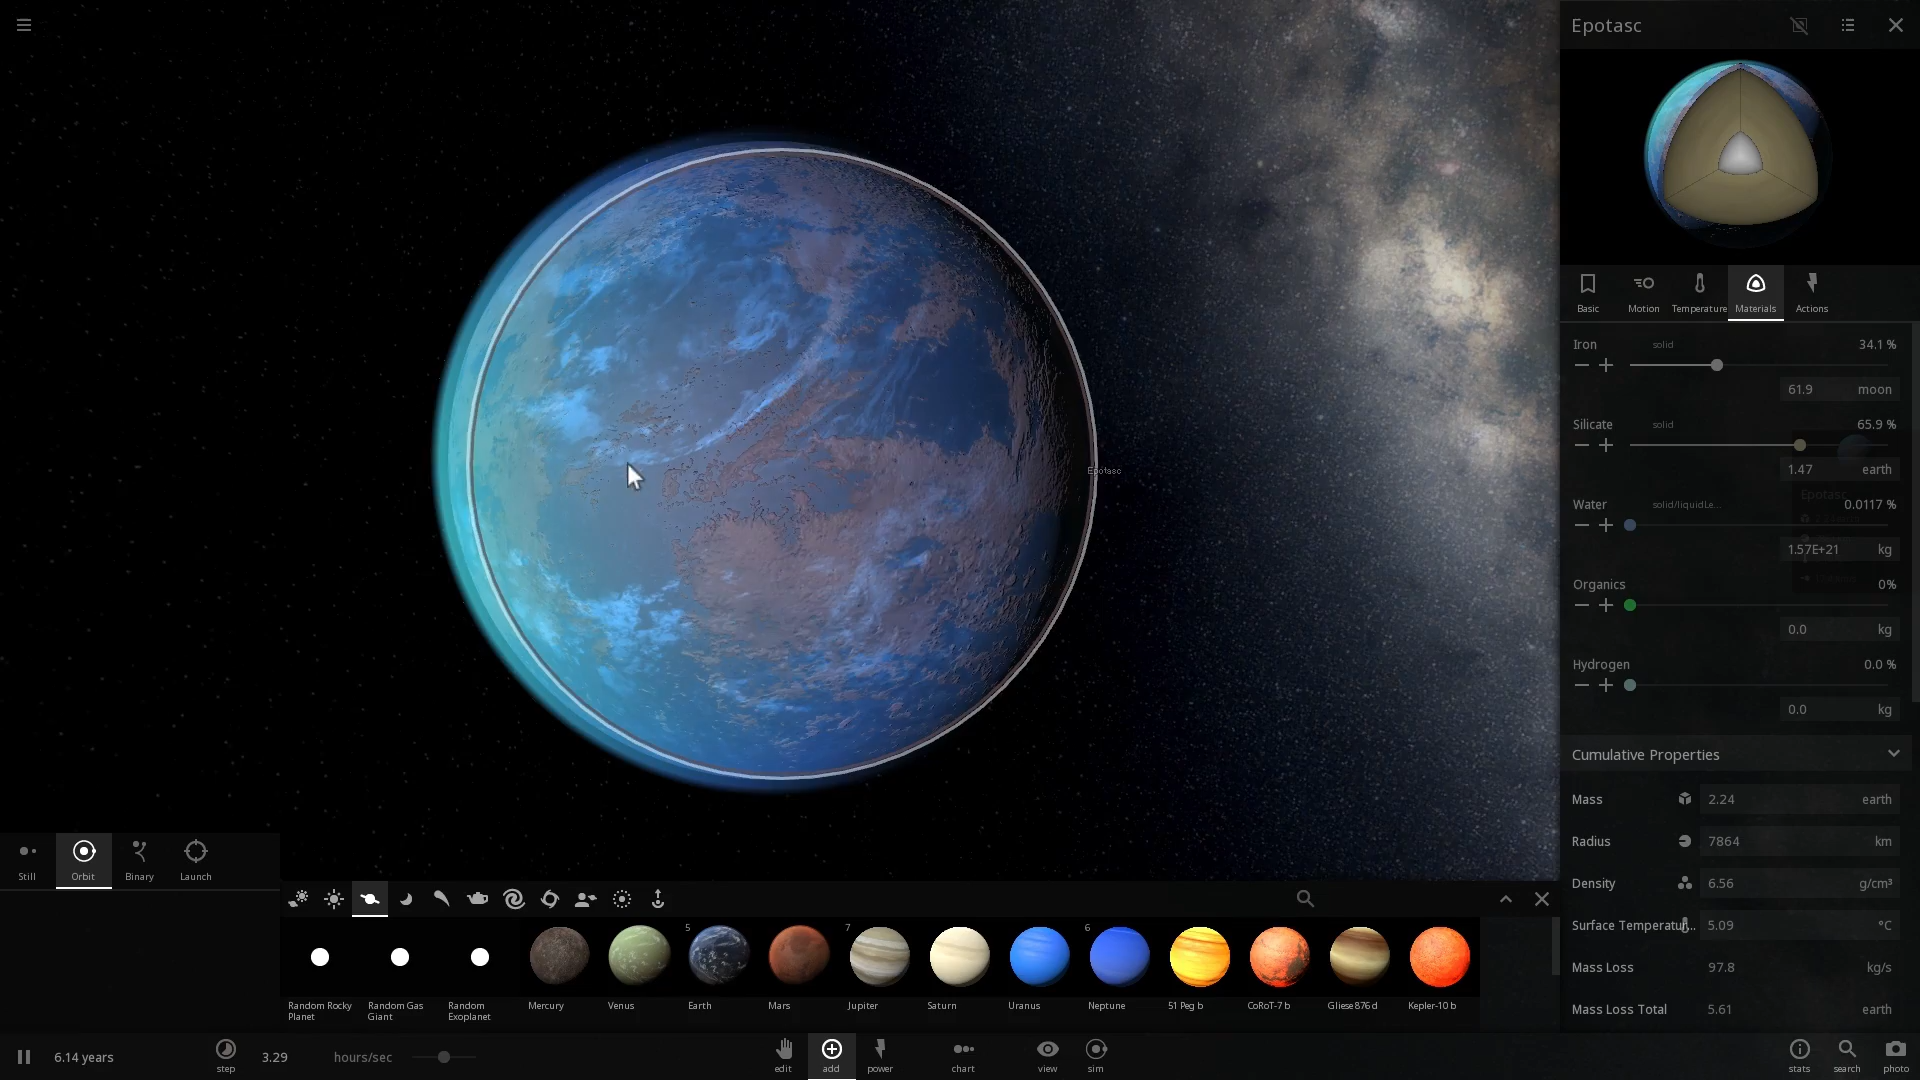 Epotasc
Basic
Motion
Temperature
Materials
Actions
Iron solid 34.1 %
61.9 moon
Silicate solid 65.9 %
1.47 earth
Epotasc
Epotasc
Water solid/liquidLe... 0.0117 %
1.57E+21 kg
Organics 0%
0.0 kg
Hydrogen 0.0 %
0.0 kg
Cumulative Properties
Mass 2.24 earth
Radius 7864 km
Density 6.56 g/cm³
Surface Temperatur... 5.09 °C
Mass Loss 97.8 kg/s
Mass Loss Total 5.61 earth
Still
Orbit
Binary
Launch
5
7
6
Random Rocky Planet
Random Gas Giant
Random Exoplanet
Mercury
Venus
Earth
Mars
Jupiter
Saturn
Uranus
Neptune
51 Peg b
CoRoT-7 b
Gliese 876 d
Kepler-10 b
6.14 years
step
3.29 hours/sec
edit
add
power
chart
view
sim
stats
search
photo